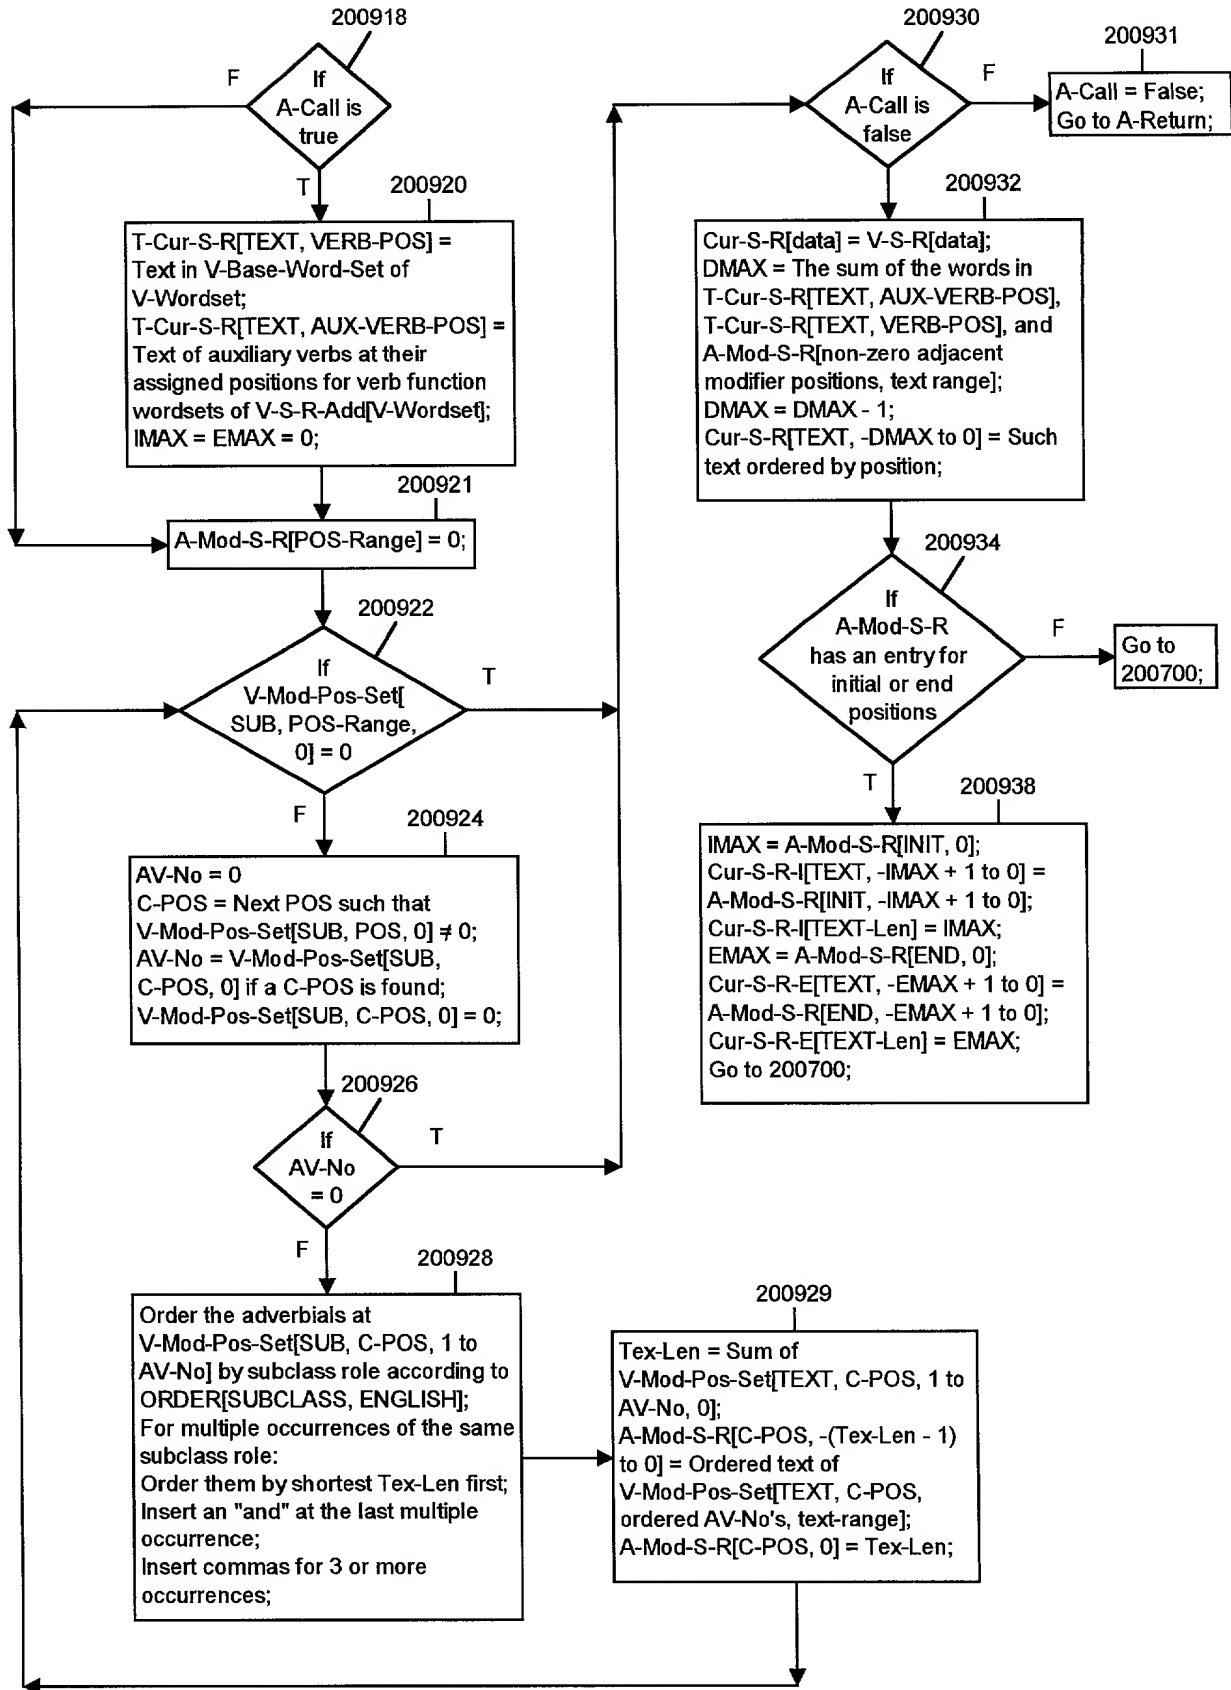 200918
If
A-Call is
true
F
T
200920
T-Cur-S-R[TEXT, VERB-POS] =
Text in V-Base-Word-Set of
V-Wordset;
T-Cur-S-R[TEXT, AUX-VERB-POS] =
Text of auxiliary verbs at their
assigned positions for verb function
wordsets of V-S-R-Add[V-Wordset];
IMAX = EMAX = 0;
200921
A-Mod-S-R[POS-Range] = 0;
200922
If
V-Mod-Pos-Set[
SUB, POS-Range,
0] = 0
T
F
200924
AV-No = 0
C-POS = Next POS such that
V-Mod-Pos-Set[SUB, POS, 0] ≠ 0;
AV-No = V-Mod-Pos-Set[SUB,
C-POS, 0] if a C-POS is found;
V-Mod-Pos-Set[SUB, C-POS, 0] = 0;
200926
If
AV-No
= 0
T
F
200928
Order the adverbials at
V-Mod-Pos-Set[SUB, C-POS, 1 to
AV-No] by subclass role according to
ORDER[SUBCLASS, ENGLISH];
For multiple occurrences of the same
subclass role:
Order them by shortest Tex-Len first;
Insert an "and" at the last multiple
occurrence;
Insert commas for 3 or more
occurrences;
200929
Tex-Len = Sum of
V-Mod-Pos-Set[TEXT, C-POS, 1 to
AV-No, 0];
A-Mod-S-R[C-POS, -(Tex-Len - 1)
to 0] = Ordered text of
V-Mod-Pos-Set[TEXT, C-POS,
ordered AV-No's, text-range];
A-Mod-S-R[C-POS, 0] = Tex-Len;
200930
If
A-Call is
false
F
200931
A-Call = False;
Go to A-Return;
200932
Cur-S-R[data] = V-S-R[data];
DMAX = The sum of the words in
T-Cur-S-R[TEXT, AUX-VERB-POS],
T-Cur-S-R[TEXT, VERB-POS], and
A-Mod-S-R[non-zero adjacent
modifier positions, text range];
DMAX = DMAX - 1;
Cur-S-R[TEXT, -DMAX to 0] = Such
text ordered by position;
200934
If
A-Mod-S-R
has an entry for
initial or end
positions
F
Go to
200700;
T
200938
IMAX = A-Mod-S-R[INIT, 0];
Cur-S-R-I[TEXT, -IMAX + 1 to 0] =
A-Mod-S-R[INIT, -IMAX + 1 to 0];
Cur-S-R-I[TEXT-Len] = IMAX;
EMAX = A-Mod-S-R[END, 0];
Cur-S-R-E[TEXT, -EMAX + 1 to 0] =
A-Mod-S-R[END, -EMAX + 1 to 0];
Cur-S-R-E[TEXT-Len] = EMAX;
Go to 200700;